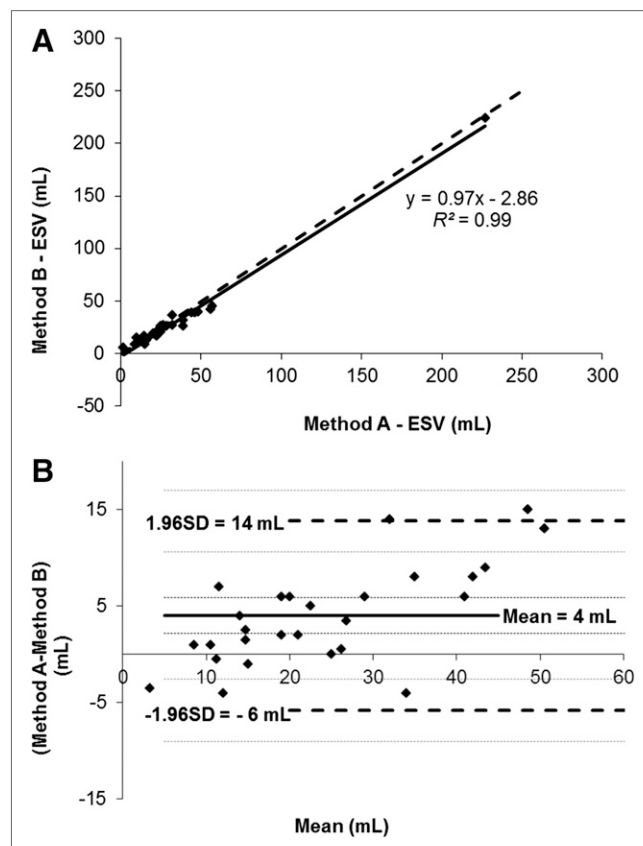 A
300
250
200
150
100
50
0
-50
Method B - ESV (mL)
y = 0.97x - 2.86
R² = 0.99
0 50 100 150 200 250 300
Method A - ESV (mL)
B
15
5
-5
-15
(Method A-Method B)
(mL)
1.96SD = 14 mL
Mean = 4 mL
-1.96SD = - 6 mL
0 10 20 30 40 50 60
Mean (mL)